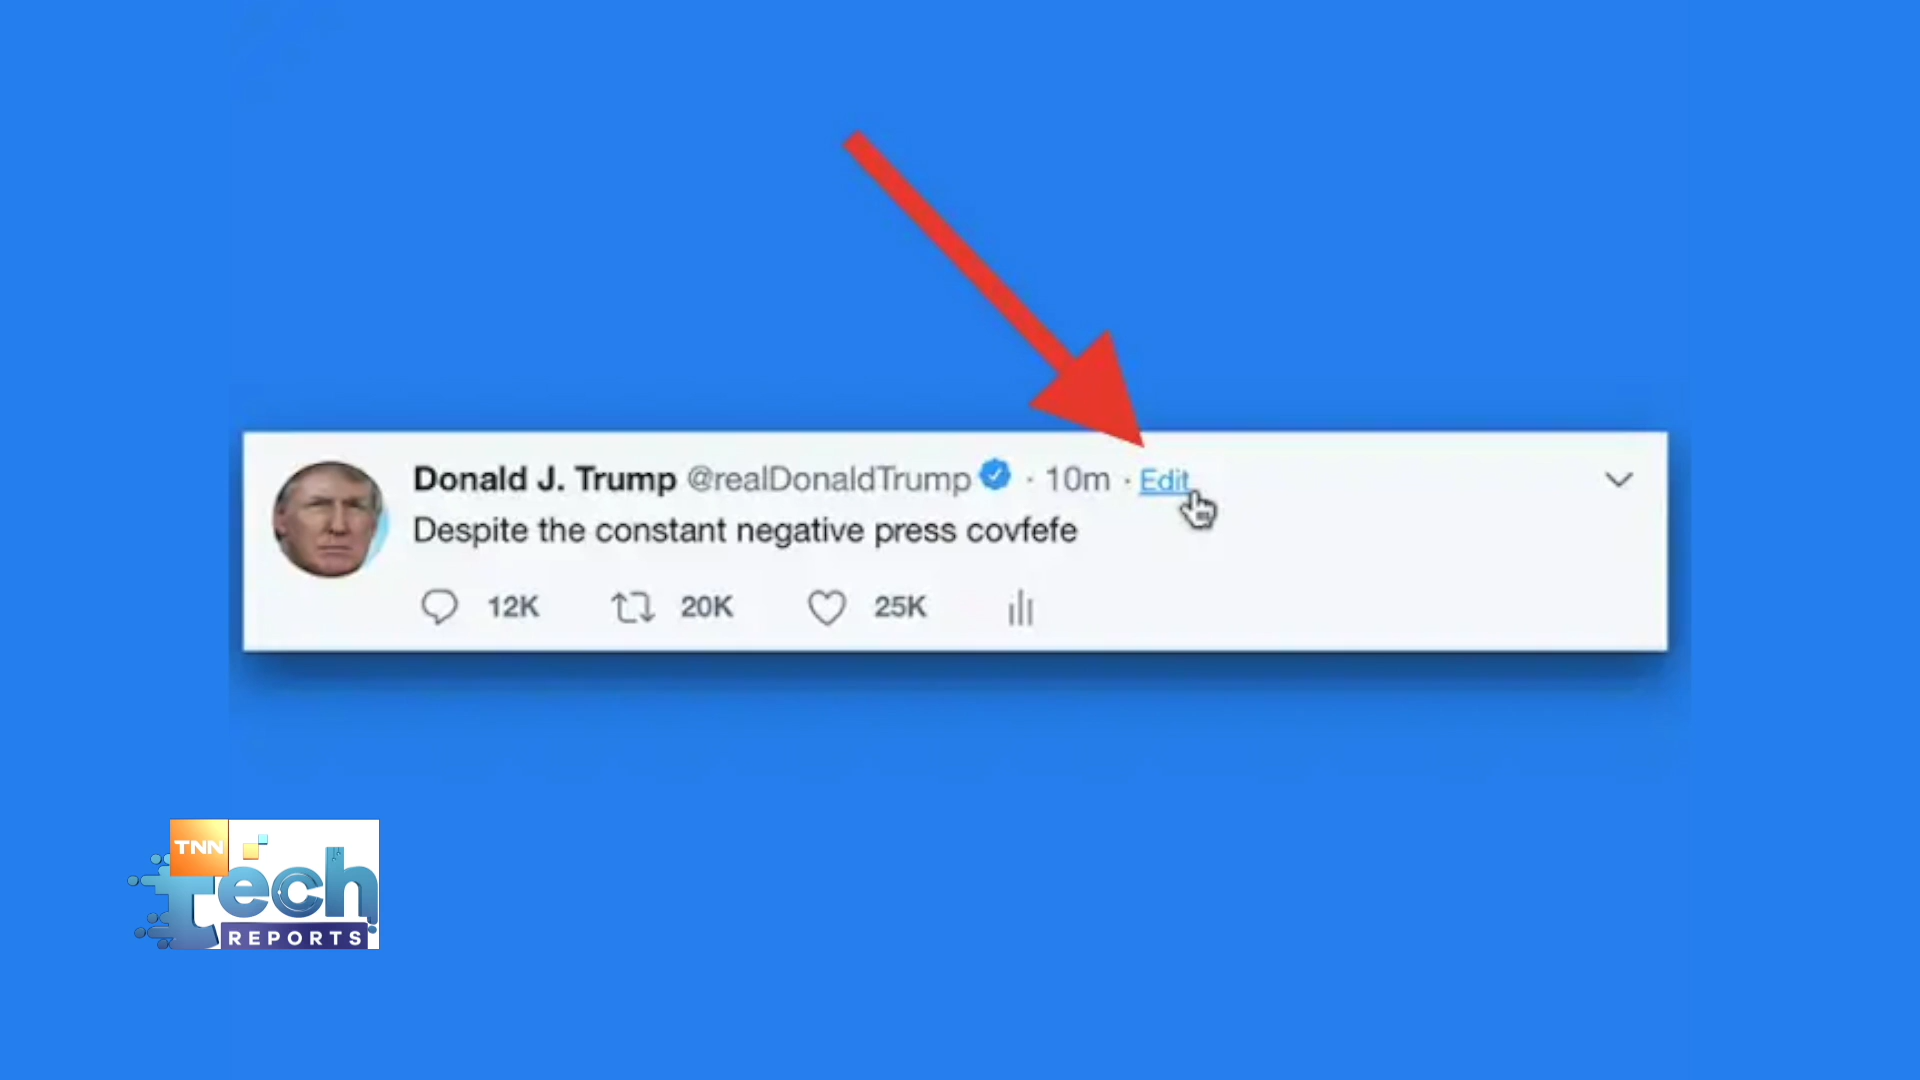 Donald J. Trump @realDonaldTrump · 10m · Edit
Despite the constant negative press covfefe
12K 20K 25K
TNN
Tech
REPORTS